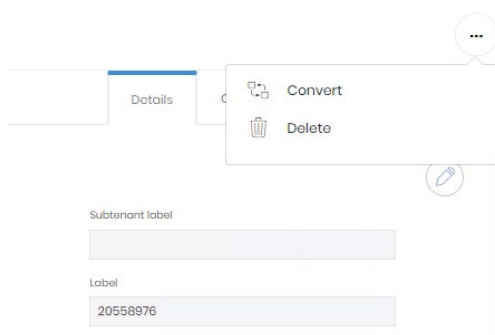 ...
Convert
Details
Delete
Subtenant label
Label
20558976